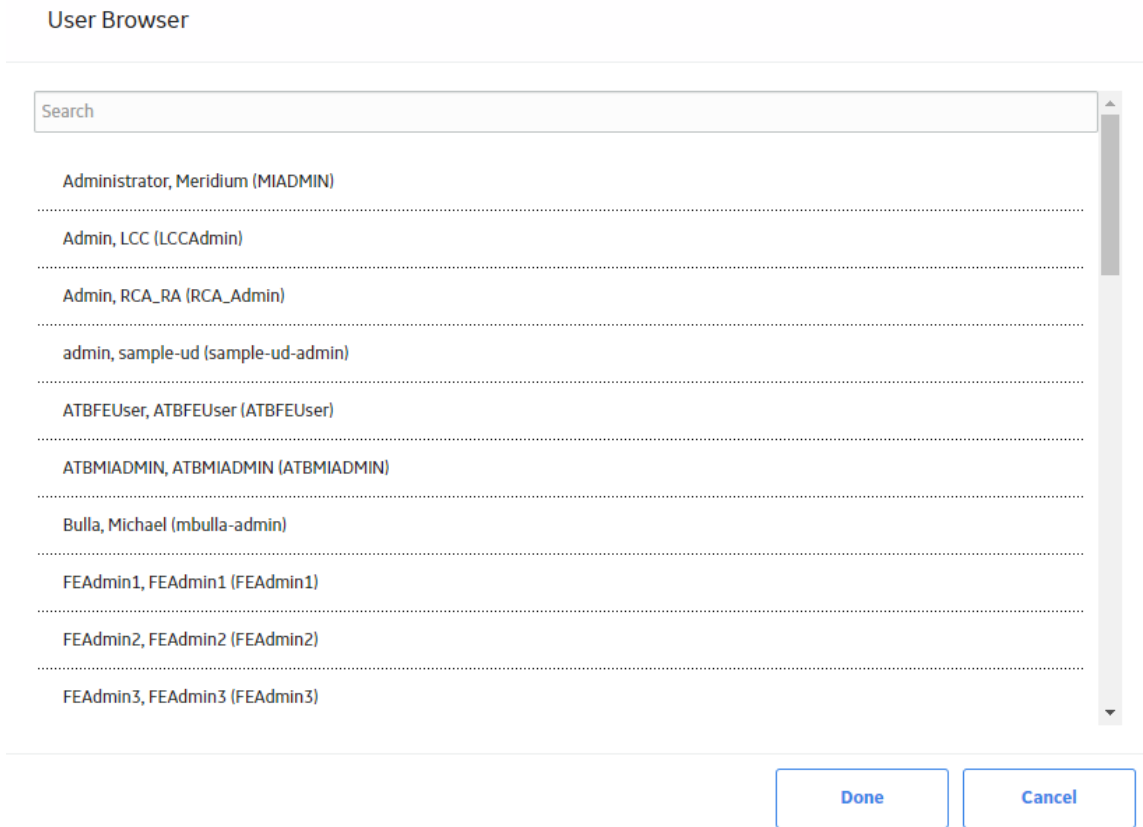 User Browser
Search
Administrator, Meridium (MIADMIN)
Admin, LCC (LCCAdmin)
Admin, RCA_RA (RCA_Admin)
admin, sample-ud (sample-ud-admin)
ATBFEUser, ATBFEUser (ATBFEUser)
ATBMIADMIN, ATBMIADMIN (ATBMIADMIN)
Bulla, Michael (mbulla-admin)
FEAdmin1, FEAdmin1 (FEAdmin1)
FEAdmin2, FEAdmin2 (FEAdmin2)
FEAdmin3, FEAdmin3 (FEAdmin3)
Done Cancel